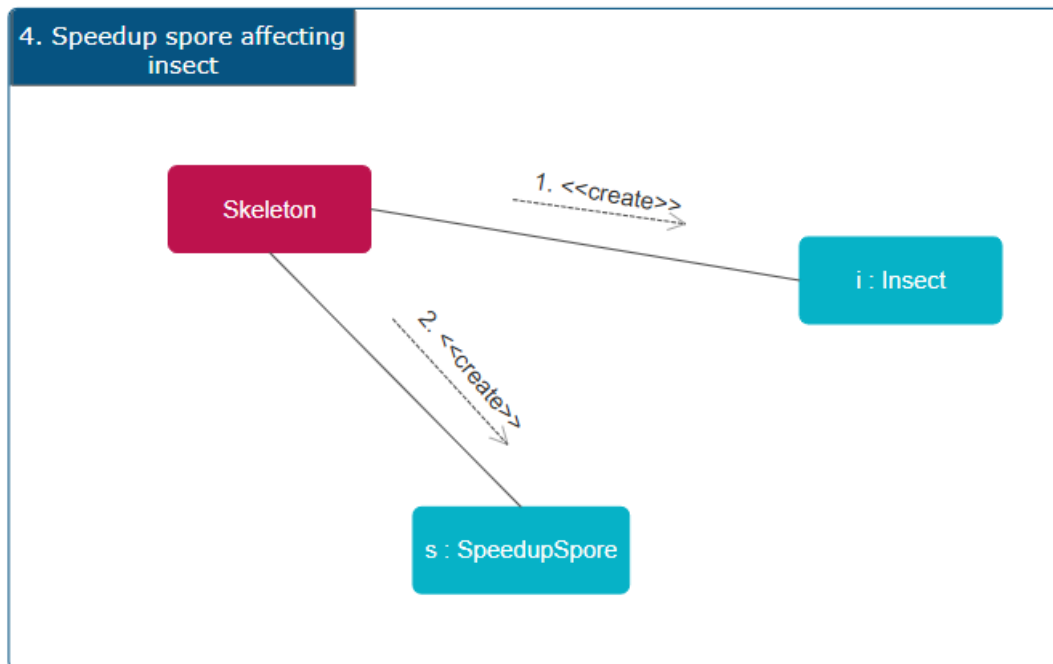 4. Speedup spore affecting
insect
Skeleton
1. <<create>>
i : Insect
2. <<create>>
s : SpeedupSpore